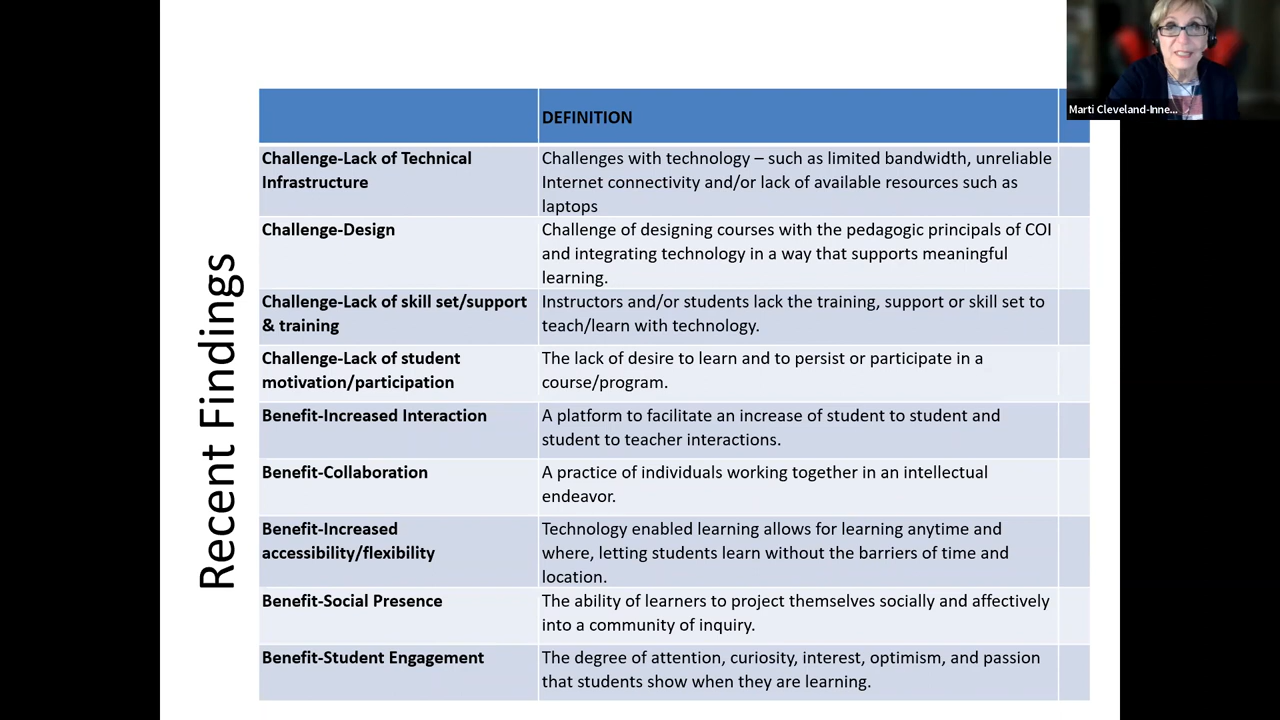 Marti Cleveland-Inne...
Recent Findings
DEFINITION
Challenge-Lack of Technical
Infrastructure
Challenges with technology – such as limited bandwidth, unreliable
Internet connectivity and/or lack of available resources such as
laptops
Challenge-Design
Challenge of designing courses with the pedagogic principals of COI
and integrating technology in a way that supports meaningful
learning.
Challenge-Lack of skill set/support
& training
Instructors and/or students lack the training, support or skill set to
teach/learn with technology.
Challenge-Lack of student
motivation/participation
The lack of desire to learn and to persist or participate in a
course/program.
Benefit-Increased Interaction
A platform to facilitate an increase of student to student and
student to teacher interactions.
Benefit-Collaboration
A practice of individuals working together in an intellectual
endeavor.
Benefit-Increased
accessibility/flexibility
Technology enabled learning allows for learning anytime and
where, letting students learn without the barriers of time and
location.
Benefit-Social Presence
The ability of learners to project themselves socially and affectively
into a community of inquiry.
Benefit-Student Engagement
The degree of attention, curiosity, interest, optimism, and passion
that students show when they are learning.